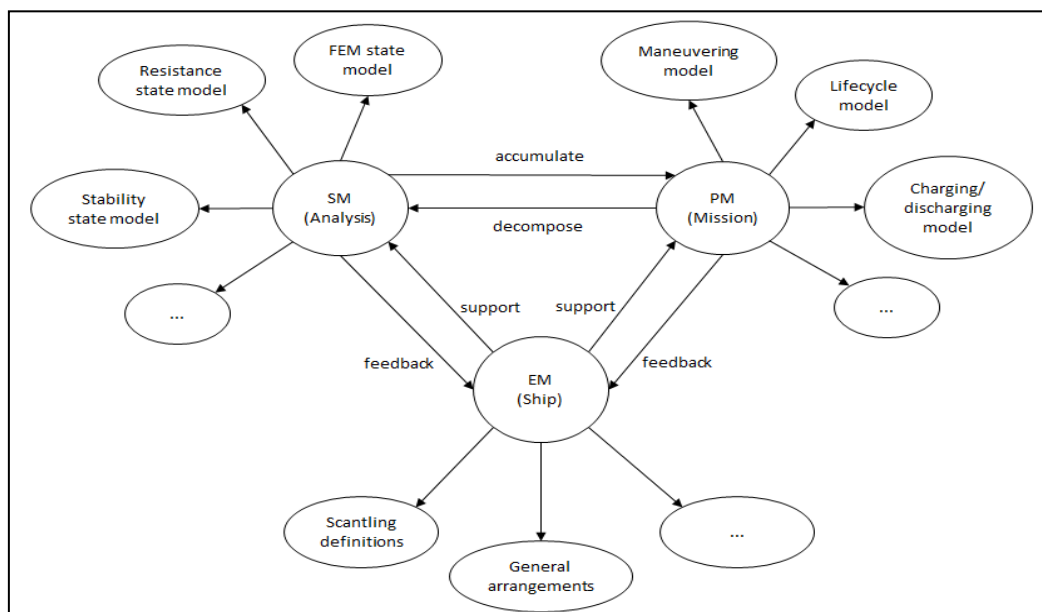 FEM state
model
Maneuvering
model
Resistance
state model
Lifecycle
model
accumulate
Stability
state model
SM
(Analysis)
PM
(Mission)
Charging/
discharging model
decompose
...
support
support
...
feedback
feedback
EM
(Ship)
Scantling
definitions
...
General
arrangements